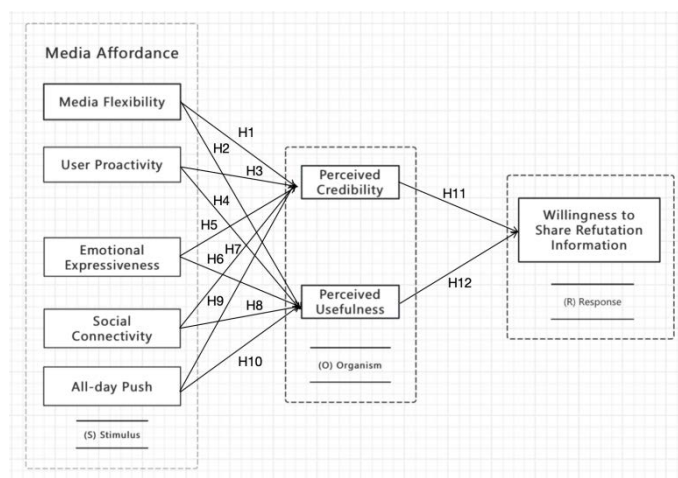 Media Affordance
Media Flexibility
User Proactivity
Emotional
Expressiveness
Social
Connectivity
All-day Push
(S) Stimulus
H1
H2
H3
H4
H5
H7
H6
H9
H8
H10
Perceived
Credibility
Perceived
Usefulness
(O) Organism
H11
H12
Willingness to
Share Refutation
Information
(R) Response